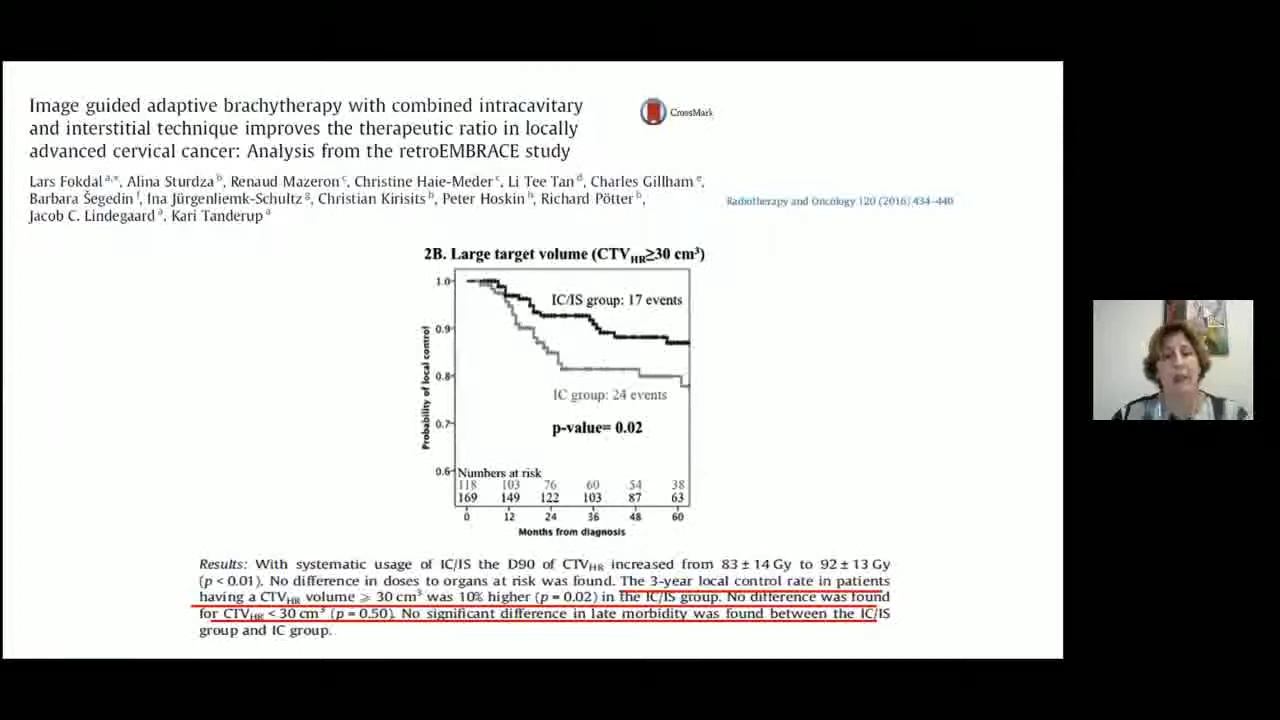 Image guided adaptive brachytherapy with combined intracavitary
and interstitial technique improves the therapeutic ratio in locally
advanced cervical cancer: Analysis from the retroEMBRACE study
CrossMark
Lars Fokdal a,*, Alina Sturdza b, Renaud Mazeron c, Christine Haie-Meder c, Li Tee Tan d, Charles Gillham e,
Barbara Šegedin f, Ina Jürgenliemk-Schultz g, Christian Kirisits b, Peter Hoskin h, Richard Pötter b,
Jacob C. Lindegaard a, Kari Tanderup a
Radiotherapy and Oncology 120 (2016) 434–440
2B. Large target volume (CTVHR≥30 cm³)
1.0
0.9
0.8
0.7
0.6
Probability of local control
IC/IS group: 17 events
IC group: 24 events
p-value= 0.02
Numbers at risk
118 103 76 60 54 38
169 149 122 103 87 63
0 12 24 36 48 60
Months from diagnosis
Results: With systematic usage of IC/IS the D90 of CTVHR increased from 83 ± 14 Gy to 92 ± 13 Gy
(p < 0.01). No difference in doses to organs at risk was found. The 3-year local control rate in patients
having a CTVHR volume ⩾ 30 cm³ was 10% higher (p = 0.02) in the IC/IS group. No difference was found
for CTVHR < 30 cm³ (p = 0.50). No significant difference in late morbidity was found between the IC/IS
group and IC group.